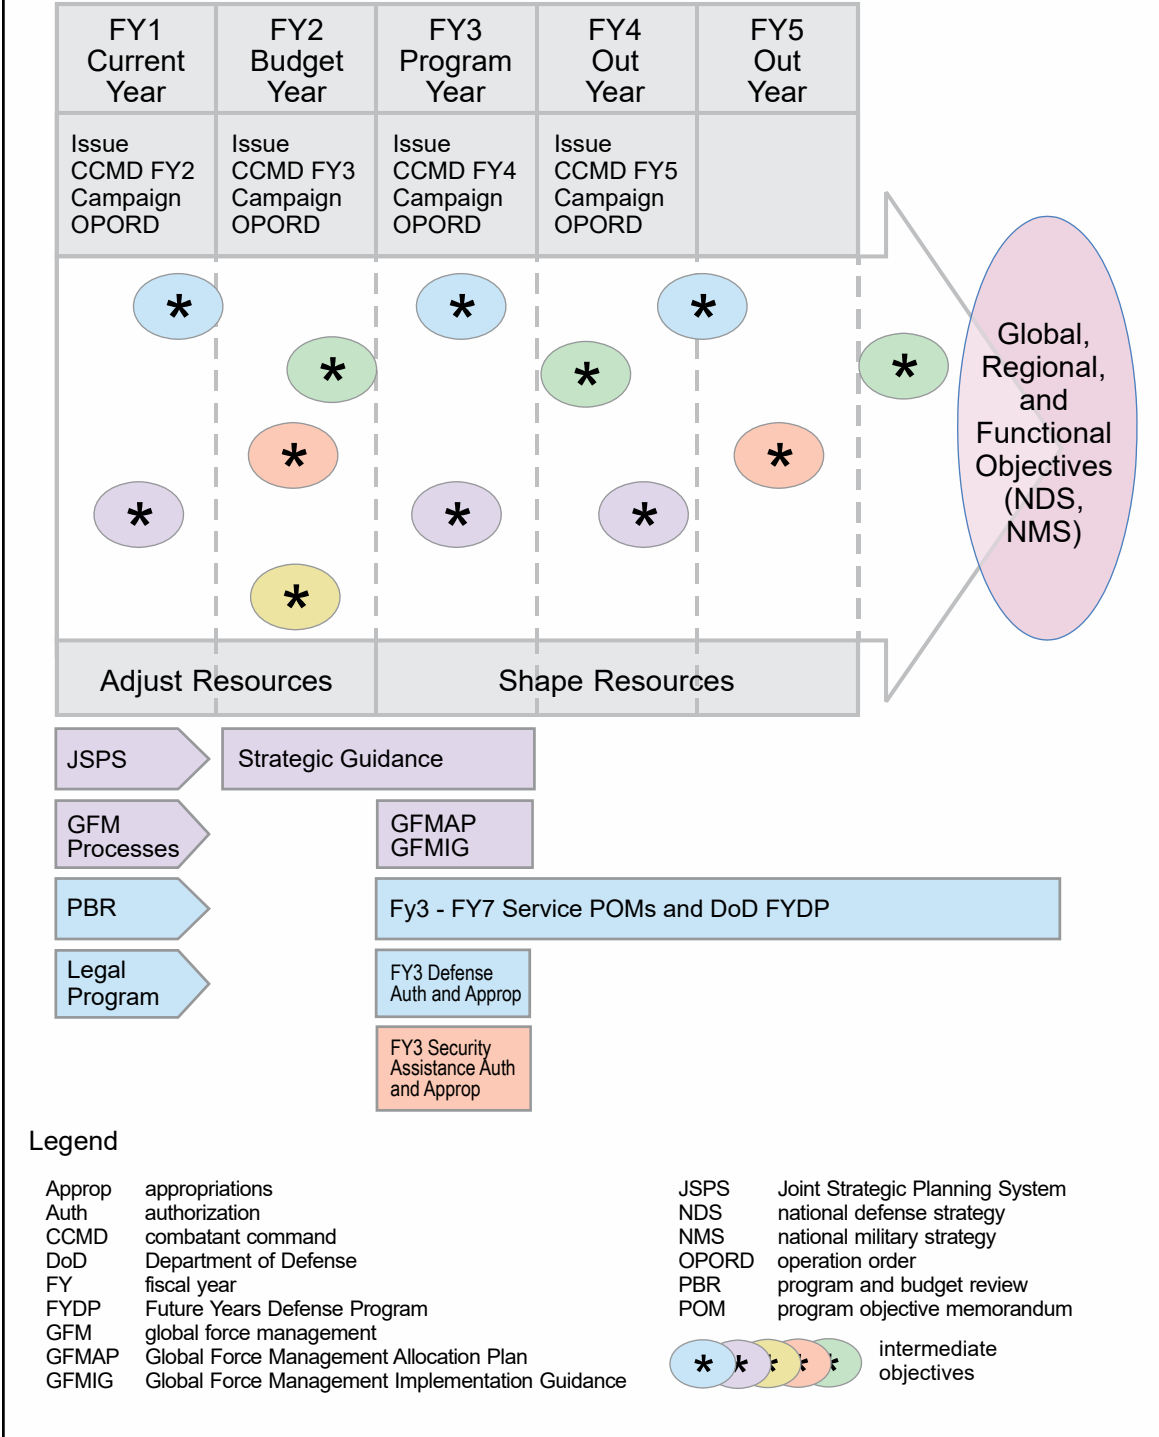 FY1
Current
Year
FY2
Budget
Year
FY3
Program
Year
FY4
Out
Year
FY5
Out
Year
Issue
CCMD FY2
Campaign
OPORD
Issue
CCMD FY3
Campaign
OPORD
Issue
CCMD FY4
Campaign
OPORD
Issue
CCMD FY5
Campaign
OPORD
*
*
*
*
*
*
*
*
*
*
*
*
Global,
Regional,
and
Functional
Objectives
(NDS,
NMS)
Adjust Resources
Shape Resources
JSPS
Strategic Guidance
GFM
Processes
GFMAP
GFMIG
PBR
Fy3 - FY7 Service POMs and DoD FYDP
Legal
Program
FY3 Defense
Auth and Approp
FY3 Security
Assistance Auth
and Approp
Legend
Approp appropriations
Auth authorization
CCMD combatant command
DoD Department of Defense
FY fiscal year
FYDP Future Years Defense Program
GFM global force management
GFMAP Global Force Management Allocation Plan
GFMIG Global Force Management Implementation Guidance
JSPS Joint Strategic Planning System
NDS national defense strategy
NMS national military strategy
OPORD operation order
PBR program and budget review
POM program objective memorandum
* * * * *
intermediate
objectives